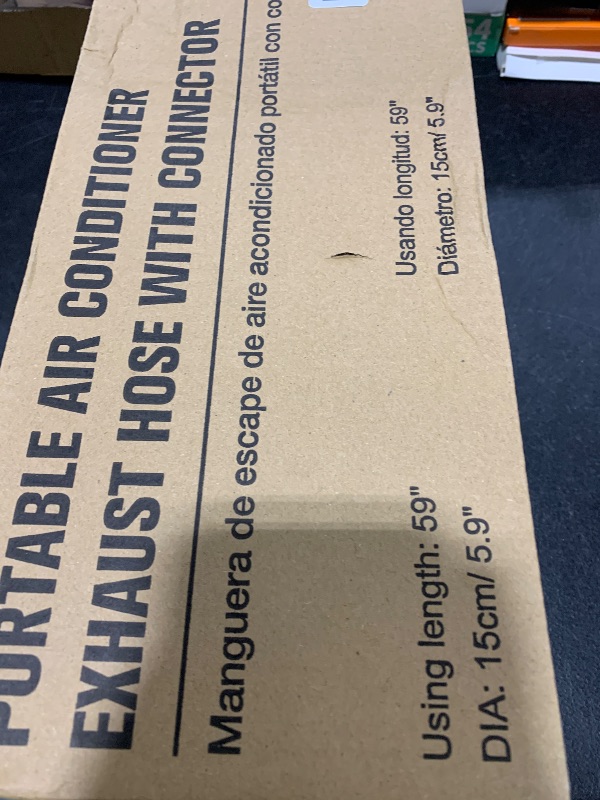 PORTABLE AIR CONDITIONER
EXHAUST HOSE WITH CONNECTOR
Manguera de escape de aire acondicionado portátil con co
Using length: 59"
DIA: 15cm/ 5.9"
Usando longitud: 59"
Diámetro: 15cm/ 5.9"